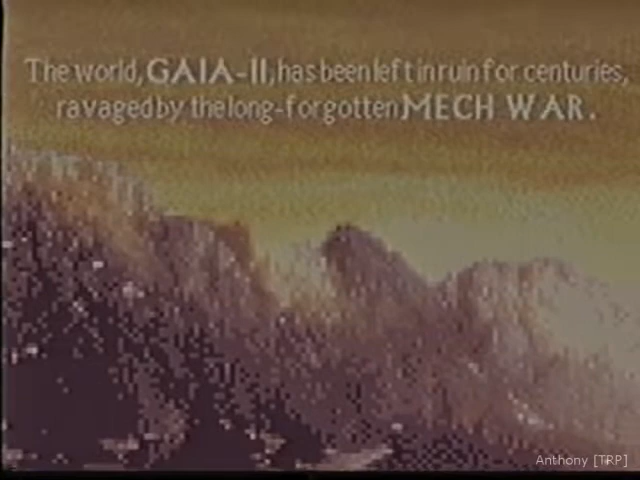 The world, GAIA-II, has been left in ruin for centuries,
ravaged by the long-forgotten MECH WAR.
Anthony [TRP]